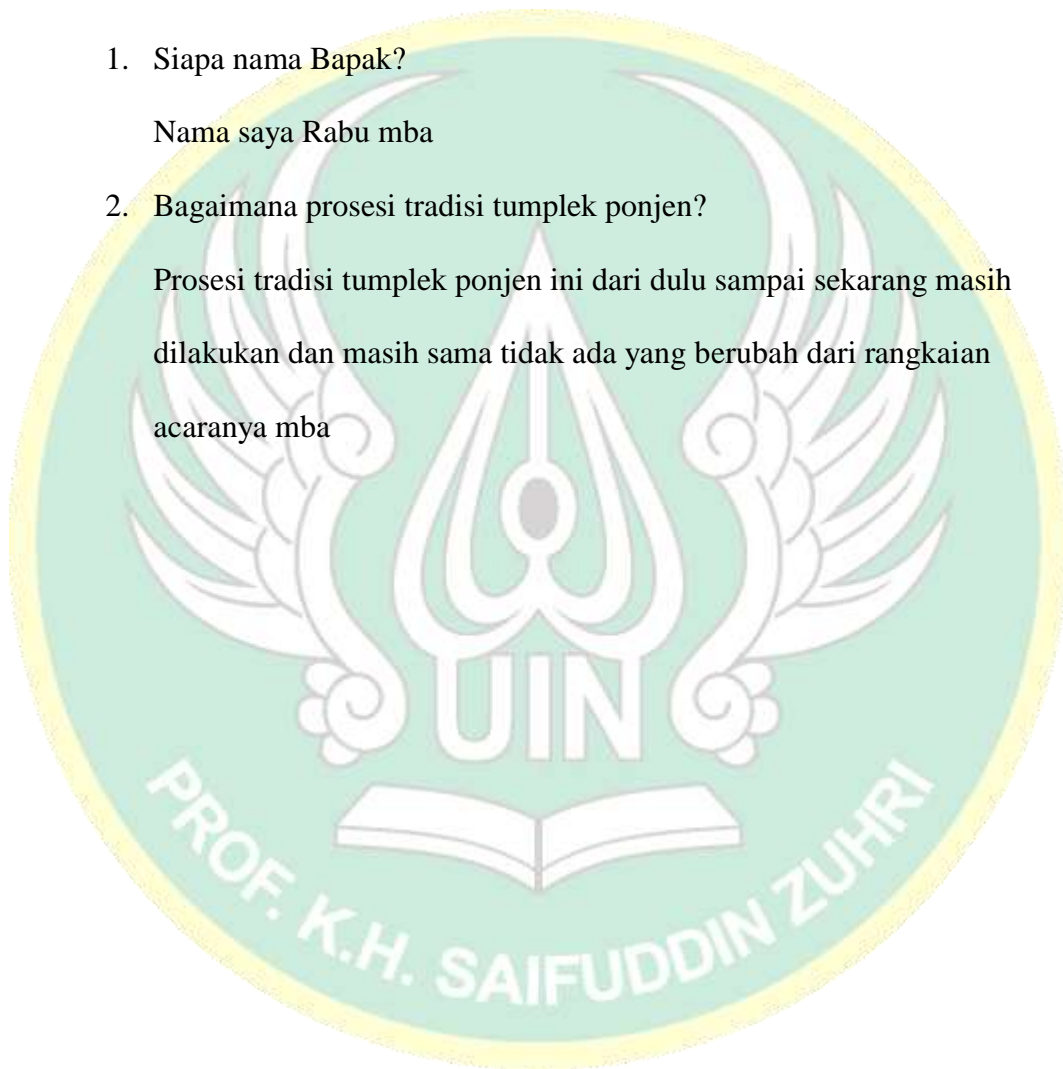 1. Siapa nama Bapak?
Nama saya Rabu mba
2. Bagaimana prosesi tradisi tumplek ponjen?
Prosesi tradisi tumplek ponjen ini dari dulu sampai sekarang masih
dilakukan dan masih sama tidak ada yang berubah dari rangkaian
acaranya mba
UIN
PROF. K.H. SAIFUDDIN ZUHRI